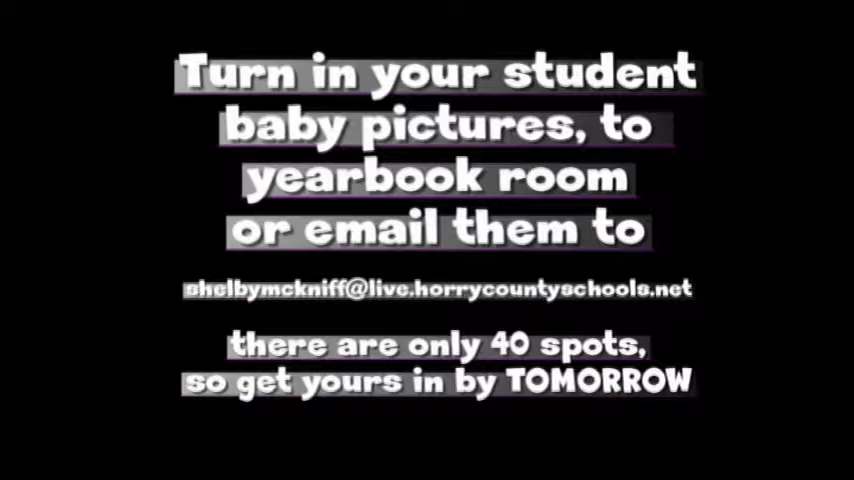 Turn in your student
baby pictures, to
yearbook room
or email them to
shelbymckniff@live.horrycountyschools.net
there are only 40 spots,
so get yours in by TOMORROW